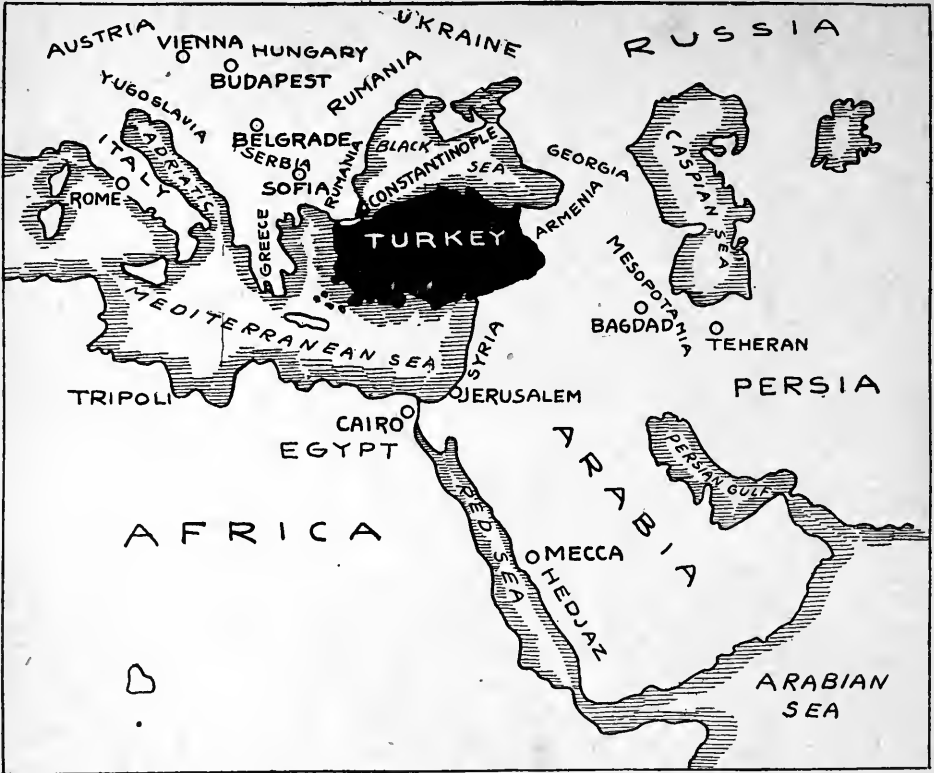 AUSTRIA
VIENNA
HUNGARY
BUDAPEST
UKRAINE
RUSSIA
YUGOSLAVIA
RUMANIA
BELGRADE
SERBIA
SOFIA
RUMANIA
ITALY
ADRIATIC
ROME
BLACK SEA
CONSTANTINOPLE
GEORGIA
CASPIAN SEA
ARMENIA
GREECE
TURKEY
MESOPOTAMIA
BAGDAD
TEHERAN
MEDITERRANEAN SEA
SYRIA
PERSIA
TRIPOLI
JERUSALEM
CAIRO
EGYPT
ARABIA
PERSIAN GULF
AFRICA
RED SEA
MECCA
HEDJAZ
ARABIAN
SEA